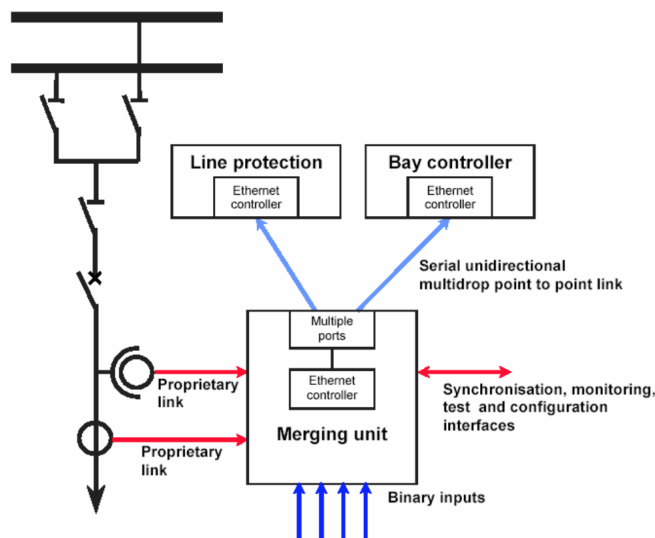 Line protection
Ethernet
controller
Bay controller
Ethernet
controller
Serial unidirectional
multidrop point to point link
Multiple
ports
Ethernet
controller
Merging unit
Proprietary
link
Proprietary
link
Synchronisation, monitoring,
test and configuration
interfaces
Binary inputs